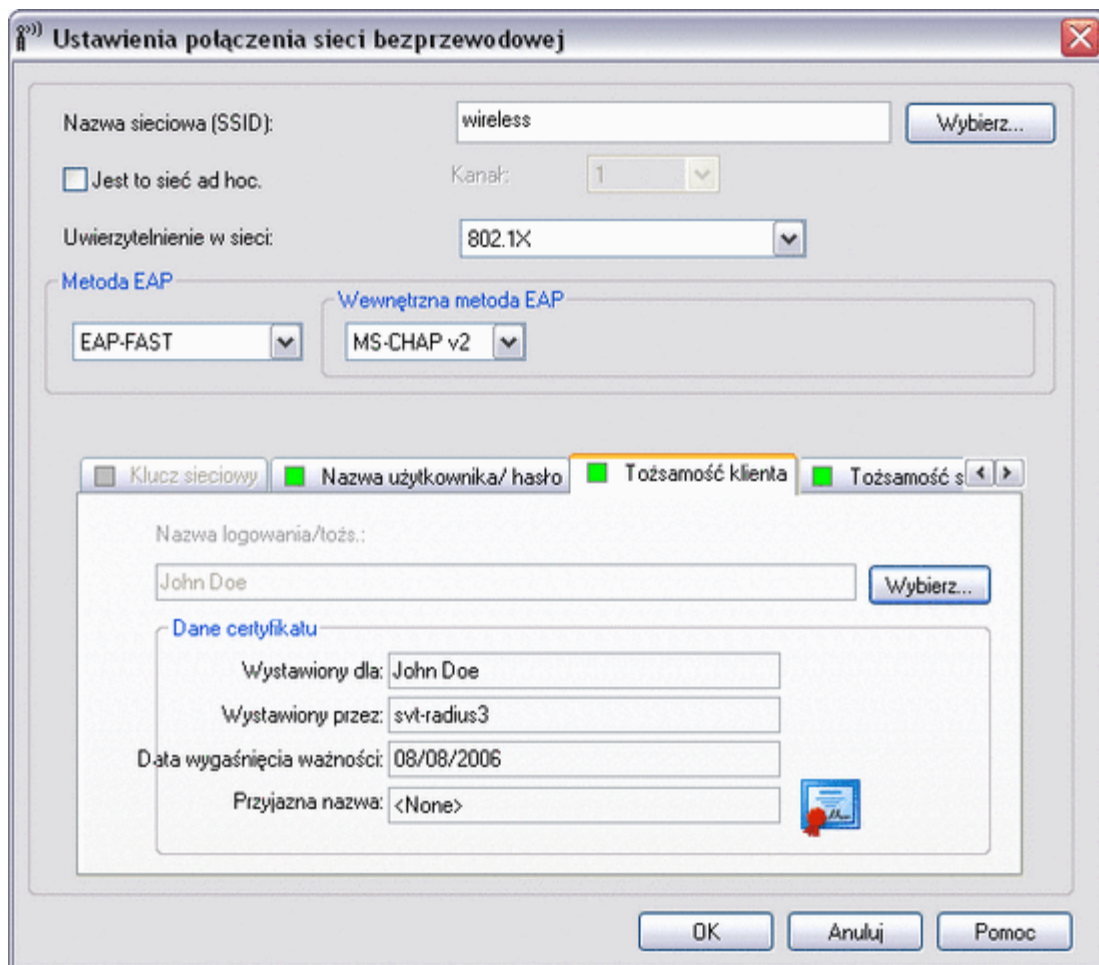 Ustawienia połączenia sieci bezprzewodowej
Nazwa sieciowa (SSID): wireless Wybierz...
Jest to sieć ad hoc. Kanał: 1
Uwierzytelnienie w sieci: 802.1X
Metoda EAP
Wewnętrzna metoda EAP
EAP-FAST MS-CHAP v2
Klucz sieciowy Nazwa użytkownika/ hasło Tożsamość klienta Tożsamość s
Nazwa logowania/tożs.:
John Doe Wybierz...
Dane certyfikatu
Wystawiony dla: John Doe
Wystawiony przez: svt-radius3
Data wygaśnięcia ważności: 08/08/2006
Przyjazna nazwa: <None>
OK Anuluj Pomoc